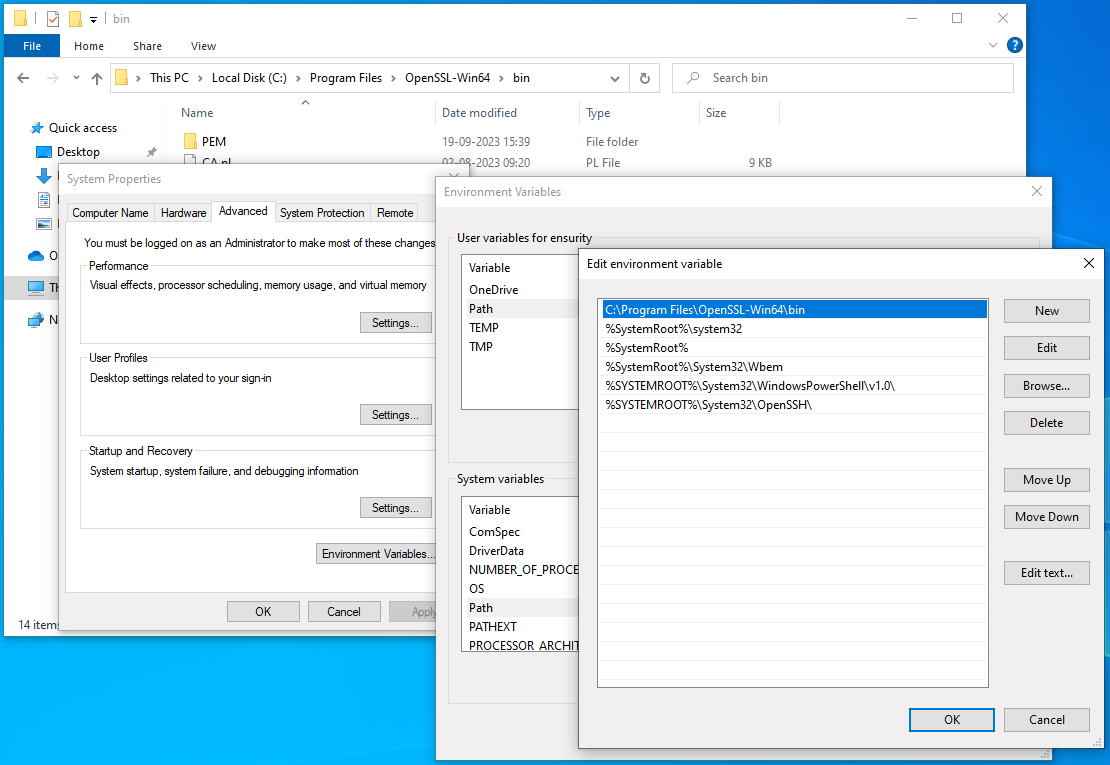 bin
File Home Share View
This PC Local Disk (C:) Program Files OpenSSL-Win64 bin
Search bin
Name Date modified Type Size
Quick access
Desktop
PEM 19-09-2023 15:39 File folder
CA.pl 02-08-2023 09:20 PL File 9 KB
14 items
System Properties
Computer Name Hardware Advanced System Protection Remote
You must be logged on as an Administrator to make most of these changes
Performance
Visual effects, processor scheduling, memory usage, and virtual memory
Settings...
User Profiles
Desktop settings related to your sign-in
Settings...
Startup and Recovery
System startup, system failure, and debugging information
Settings...
Environment Variables...
OK Cancel Apply
Environment Variables
User variables for ensurity
Variable
OneDrive
Path
TEMP
TMP
System variables
Variable
ComSpec
DriverData
NUMBER_OF_PROCE
OS
Path
PATHEXT
PROCESSOR_ARCHIT
Edit environment variable
C:\Program Files\OpenSSL-Win64\bin
%SystemRoot%\system32
%SystemRoot%
%SystemRoot%\System32\Wbem
%SYSTEMROOT%\System32\WindowsPowerShell\v1.0\
%SYSTEMROOT%\System32\OpenSSH\
New
Edit
Browse...
Delete
Move Up
Move Down
Edit text...
OK Cancel